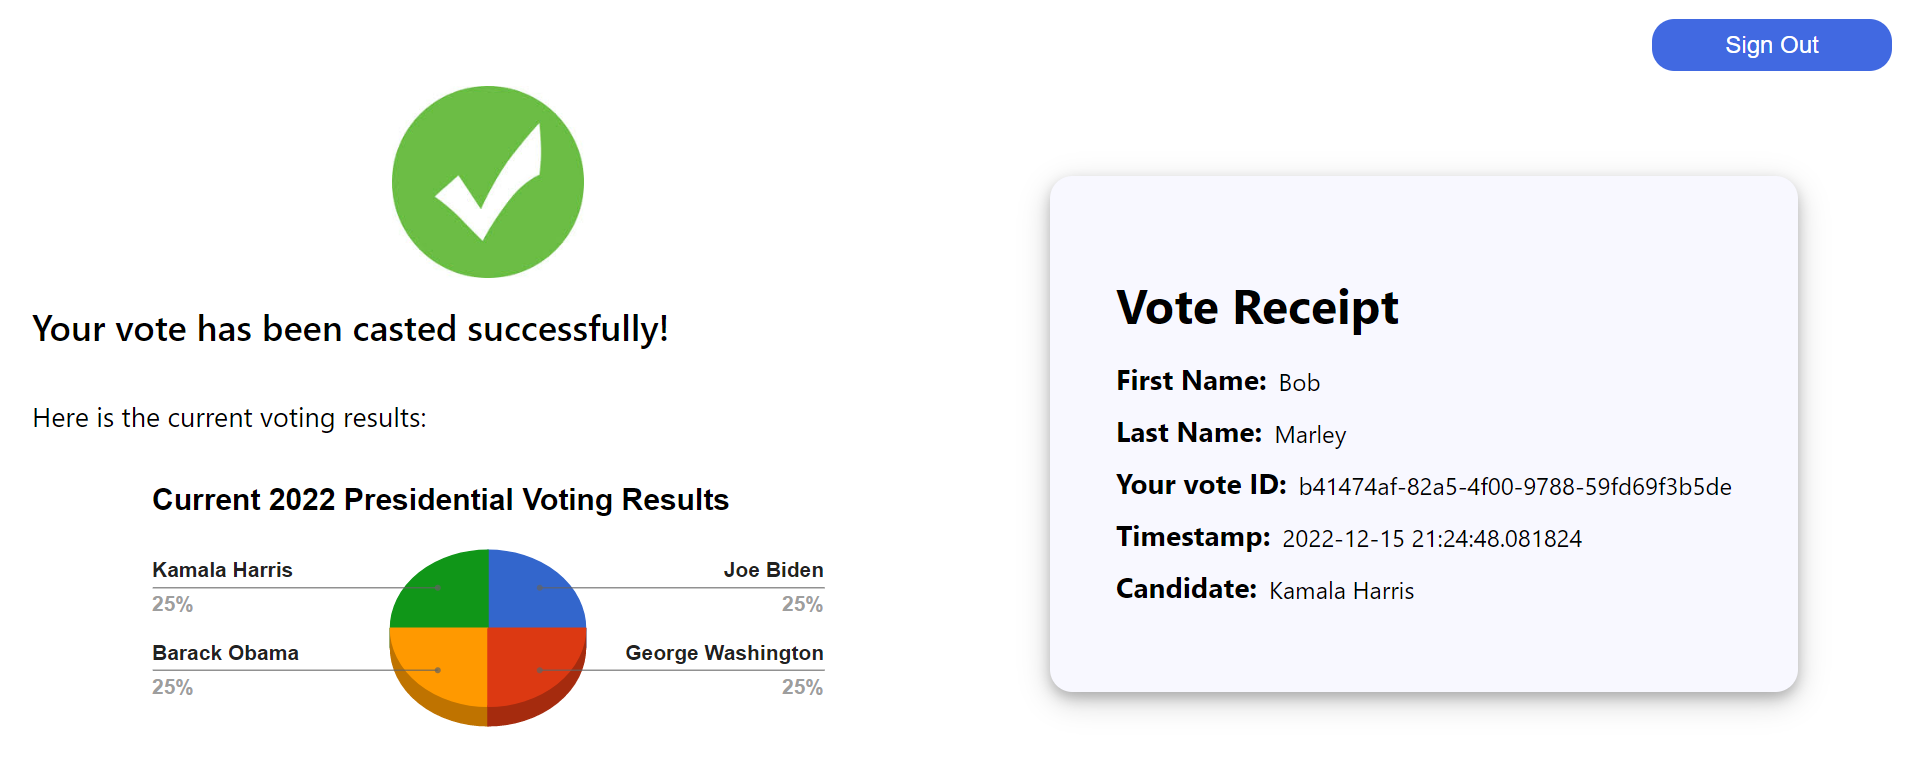 Sign Out
Your vote has been casted successfully!
Here is the current voting results:
Current 2022 Presidential Voting Results
Kamala Harris
25%
Joe Biden
25%
Barack Obama
25%
George Washington
25%
Vote Receipt
First Name: Bob
Last Name: Marley
Your vote ID: b41474af-82a5-4f00-9788-59fd69f3b5de
Timestamp: 2022-12-15 21:24:48.081824
Candidate: Kamala Harris